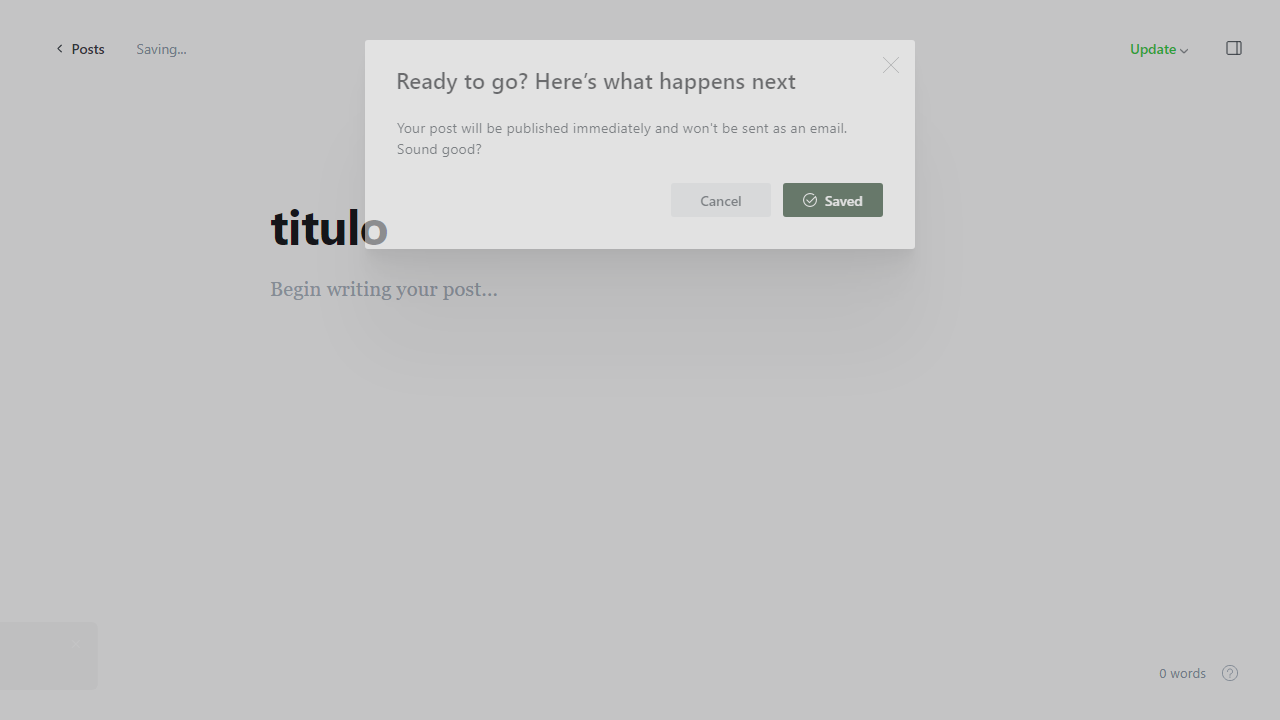 Posts
Saving...
Update
Ready to go? Here's what happens next
Your post will be published immediately and won't be sent as an email.
Sound good?
Cancel
Saved
titulo
Begin writing your post...
0 words